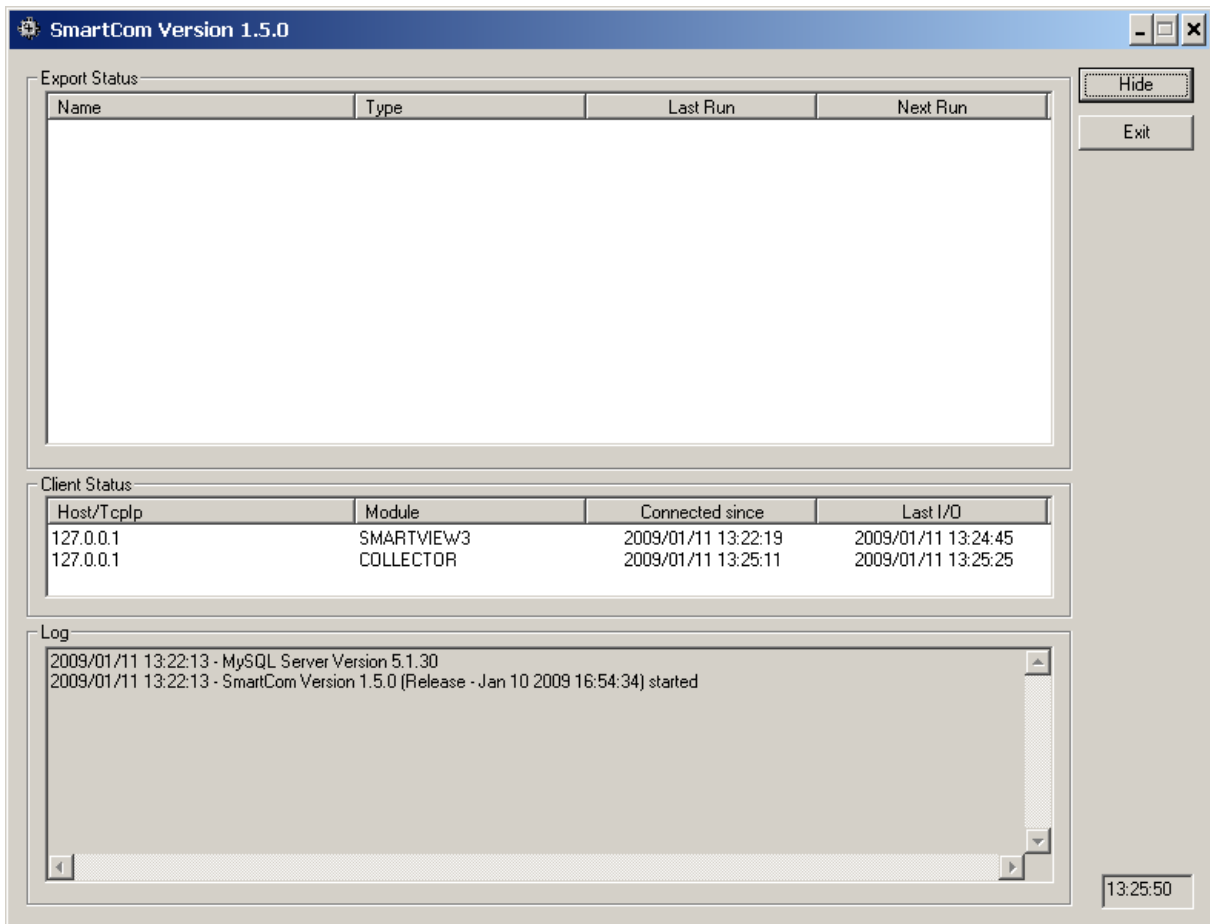 SmartCom Version 1.5.0
Export Status
Name Type Last Run Next Run
Hide
Exit
Client Status
Host/TcpIp Module Connected since Last I/O
127.0.0.1 SMARTVIEW3 2009/01/11 13:22:19 2009/01/11 13:24:45
127.0.0.1 COLLECTOR 2009/01/11 13:25:11 2009/01/11 13:25:25
Log
2009/01/11 13:22:13 - MySQL Server Version 5.1.30
2009/01/11 13:22:13 - SmartCom Version 1.5.0 (Release - Jan 10 2009 16:54:34) started
13:25:50